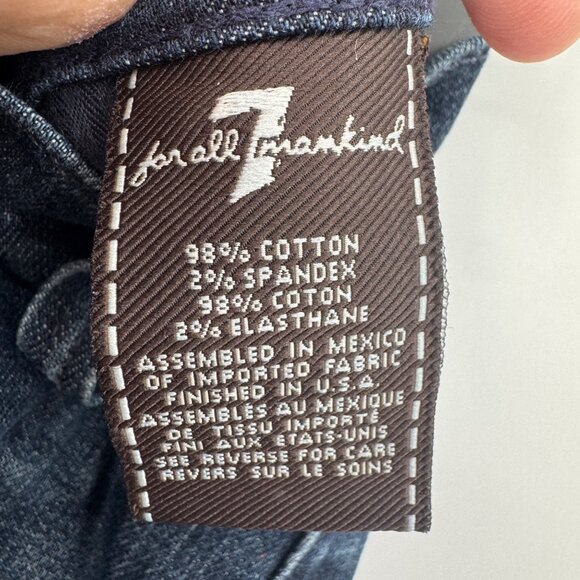 7
for all mankind
98% COTTON
2% SPANDEX
98% COTON
2% ELASTHANE
ASSEMBLED IN MEXICO
OF IMPORTED FABRIC
FINISHED IN U.S.A.
ASSEMBLES AU MEXIQUE
DE TISSU IMPORTÉ
FINI AUX ETATS-UNIS
SEE REVERSE FOR CARE
REVERS SUR LE SOINS